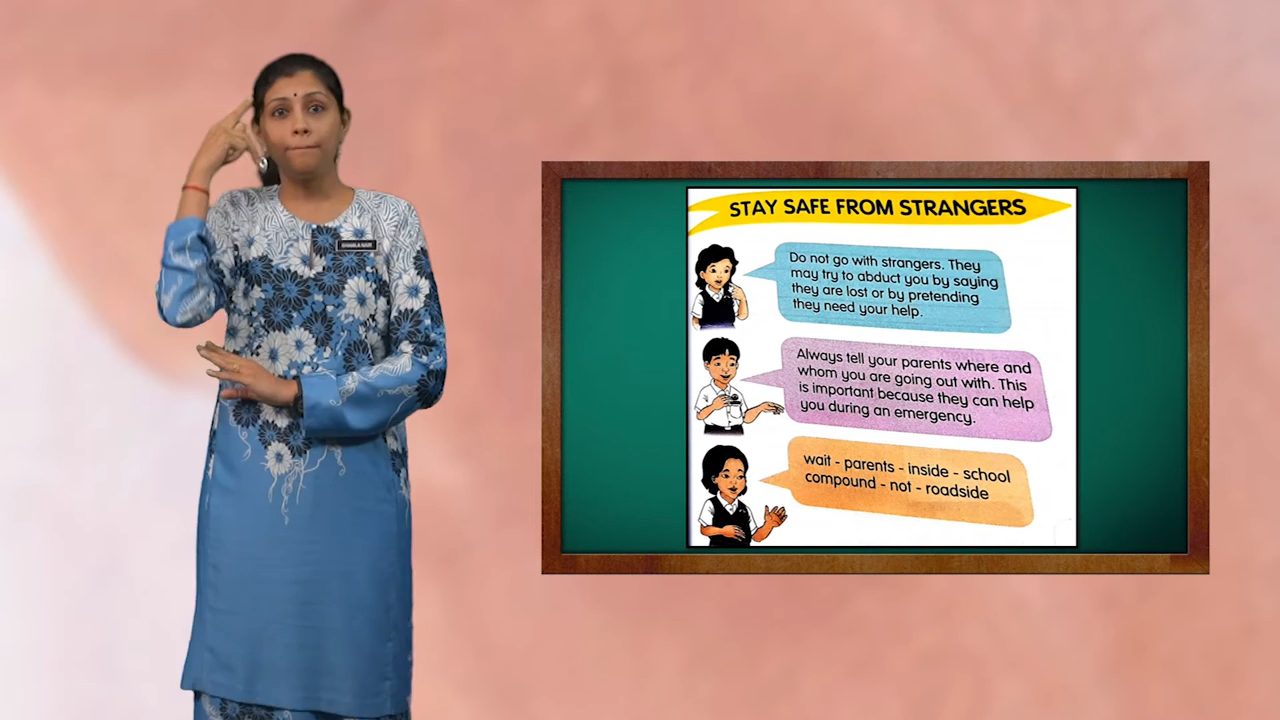 STAY SAFE FROM STRANGERS
Do not go with strangers. They
may try to abduct you by saying
they are lost or by pretending
they need your help.
Always tell your parents where and
whom you are going out with. This
is important because they can help
you during an emergency.
wait - parents - inside - school
compound - not - roadside